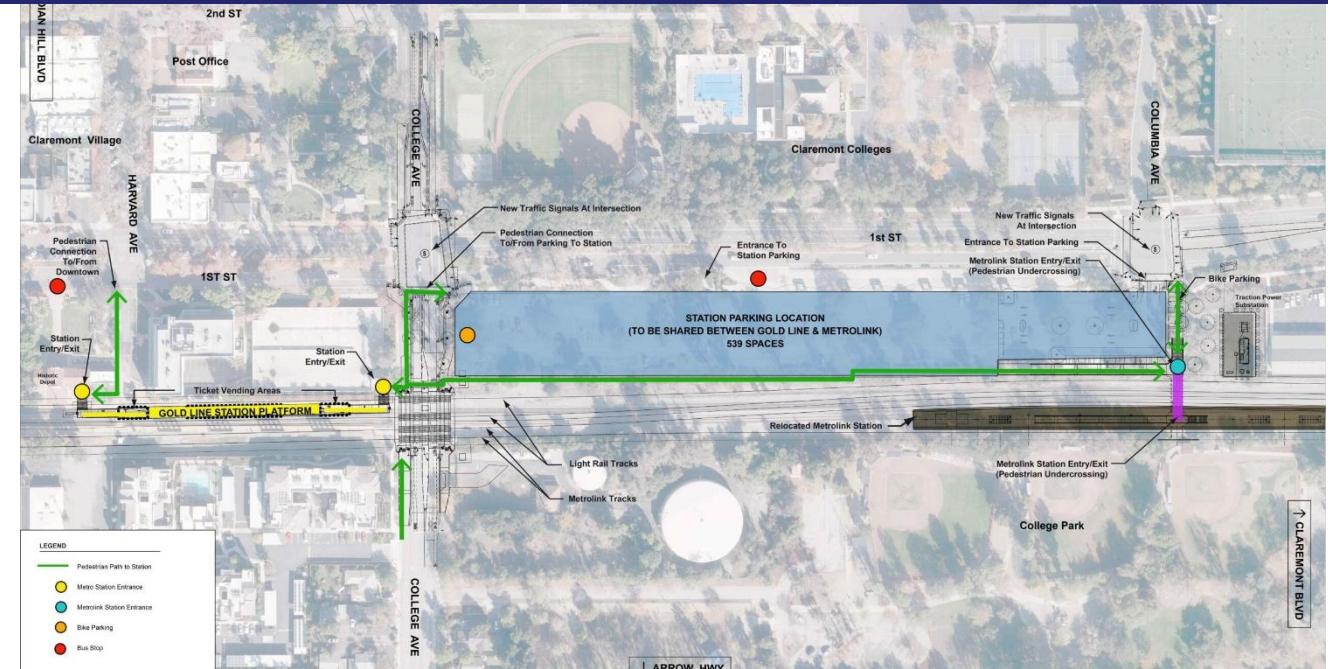 2nd ST
DIAN HILL BLVD
Post Office
Claremont Village
HARVARD AVE
COLLEGE AVE
Claremont Colleges
COLUMBIA AVE
New Traffic Signals At Intersection
Pedestrian Connection
To/From Parking To Station
S
Entrance To
Station Parking
1st ST
New Traffic Signals
At Intersection
S
Entrance To Station Parking
Metrolink Station Entry/Exit
(Pedestrian Undercrossing)
Bike Parking
Traction Power
Substation
Pedestrian
Connection
To/From
Downtown
1ST ST
STATION PARKING LOCATION
(TO BE SHARED BETWEEN GOLD LINE & METROLINK)
539 SPACES
Station
Entry/Exit
Station
Entry/Exit
Historic
Depot
Ticket Vending Areas
GOLD LINE STATION PLATFORM
Relocated Metrolink Station
Light Rail Tracks
Metrolink Tracks
Metrolink Station Entry/Exit
(Pedestrian Undercrossing)
College Park
↑ CLAREMONT BLVD
LEGEND
Pedestrian Path to Station
Metro Station Entrance
Metrolink Station Entrance
Bike Parking
Bus Stop
COLLEGE AVE
ARROW HWY